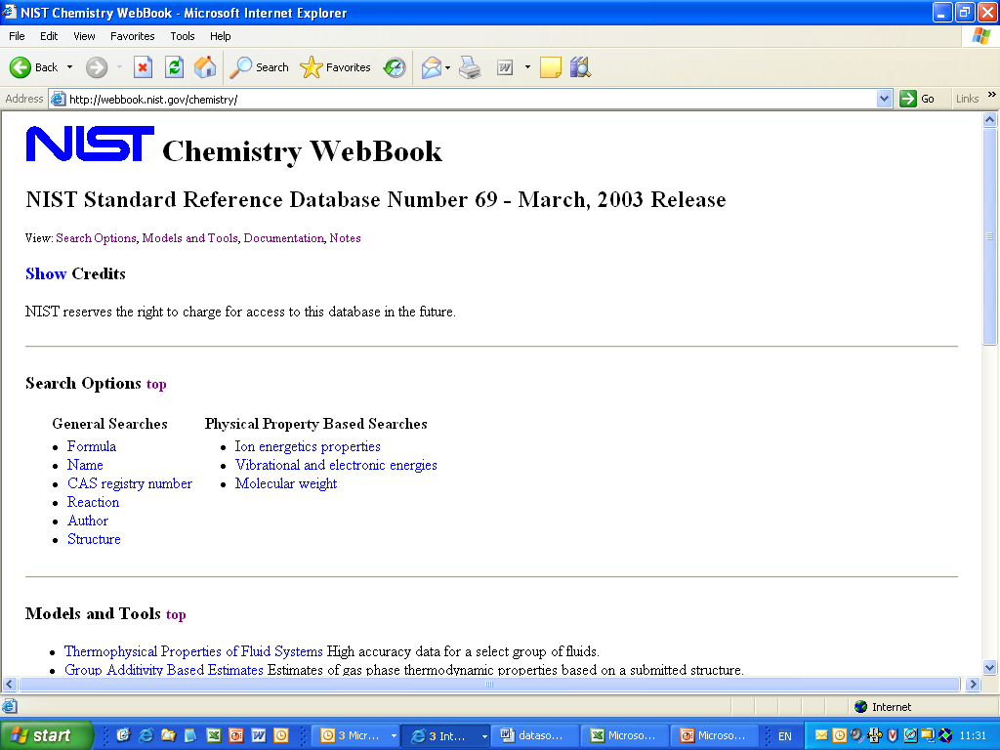 NIST Chemistry WebBook - Microsoft Internet Explorer
File Edit View Favorites Tools Help
Back Search Favorites
Address http://webbook.nist.gov/chemistry/ Go Links »
NIST Chemistry WebBook
NIST Standard Reference Database Number 69 - March, 2003 Release
View: Search Options, Models and Tools, Documentation, Notes
Show Credits
NIST reserves the right to charge for access to this database in the future.
Search Options top
General Searches
• Formula
• Name
• CAS registry number
• Reaction
• Author
• Structure
Physical Property Based Searches
• Ion energetics properties
• Vibrational and electronic energies
• Molecular weight
Models and Tools top
• Thermophysical Properties of Fluid Systems High accuracy data for a select group of fluids.
• Group Additivity Based Estimates Estimates of gas phase thermodynamic properties based on a submitted structure.
Internet
start 3 Micr... 3 Int... dataso... Microso... Microso... EN 11:31